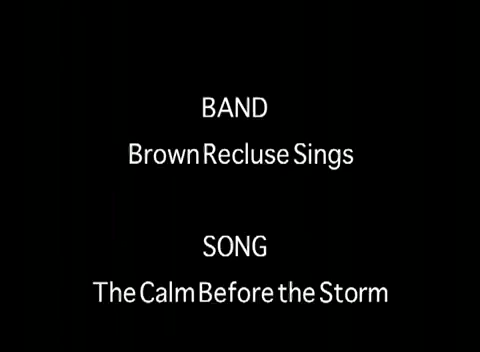 BAND
Brown Recluse Sings
SONG
The Calm Before the Storm